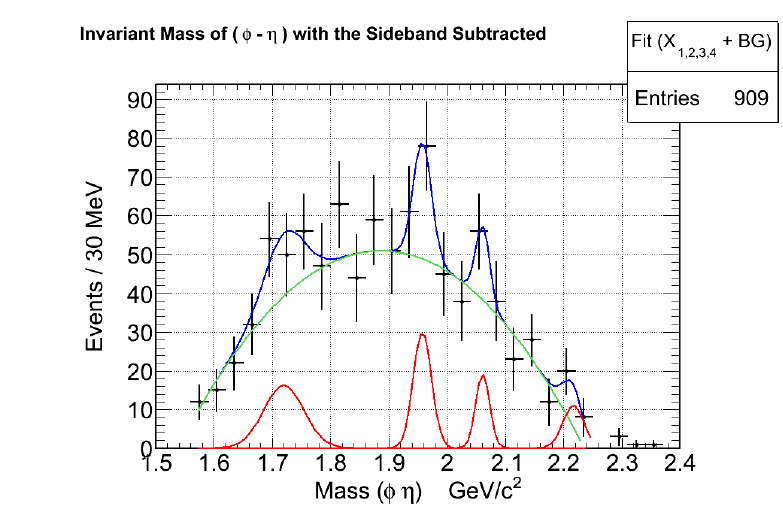 Invariant Mass of ( ϕ - η ) with the Sideband Subtracted
Fit (X1,2,3,4 + BG)
Entries 909
Events / 30 MeV
90
80
70
60
50
40
30
20
10
0
1.5 1.6 1.7 1.8 1.9 2 2.1 2.2 2.3 2.4
Mass (ϕ η) GeV/c²